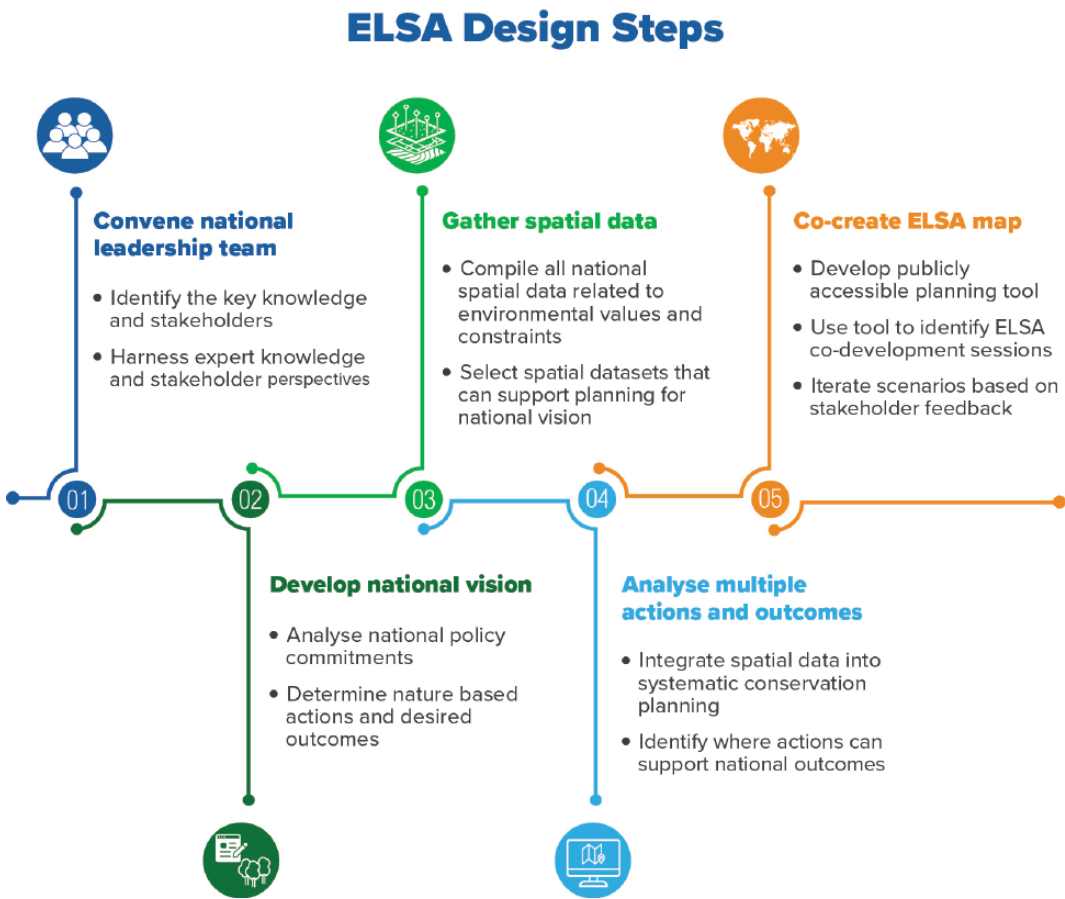 ELSA Design Steps
Convene national
leadership team
• Identify the key knowledge
and stakeholders
• Harness expert knowledge
and stakeholder perspectives
Gather spatial data
• Compile all national
spatial data related to
environmental values and
constraints
• Select spatial datasets that
can support planning for
national vision
Co-create ELSA map
• Develop publicly
accessible planning tool
• Use tool to identify ELSA
co-development sessions
• Iterate scenarios based on
stakeholder feedback
01
02
03
04
05
Develop national vision
• Analyse national policy
commitments
• Determine nature based
actions and desired
outcomes
Analyse multiple
actions and outcomes
• Integrate spatial data into
systematic conservation
planning
• Identify where actions can
support national outcomes